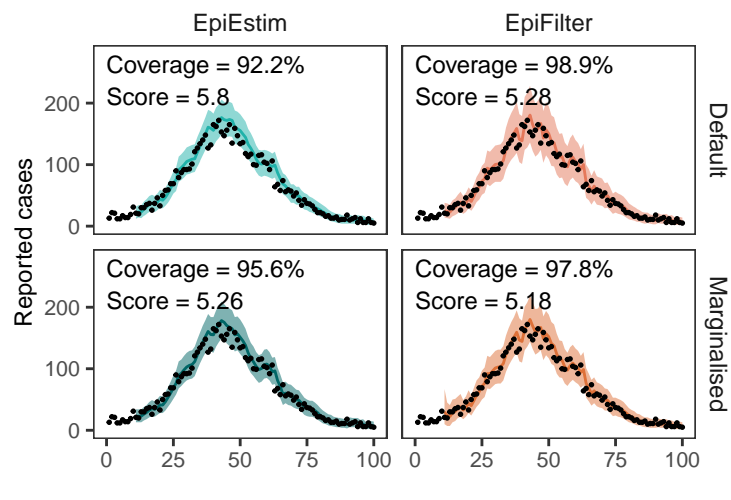 EpiEstim
EpiFilter
Coverage = 92.2%
Score = 5.8
Coverage = 98.9%
Score = 5.28
Default
200
100
0
Reported cases
Coverage = 95.6%
Score = 5.26
Coverage = 97.8%
Score = 5.18
Marginalised
200
100
0
0 25 50 75 100
0 25 50 75 100